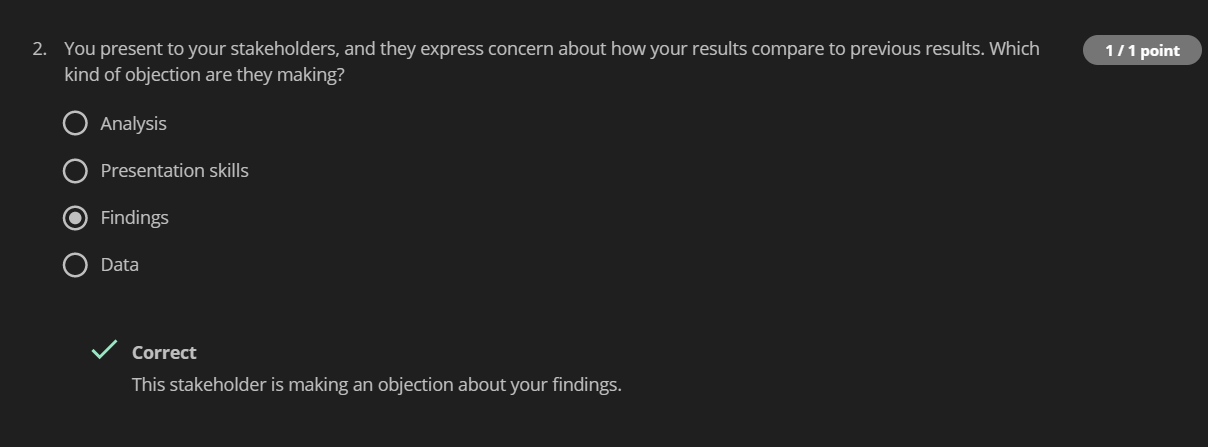 2. You present to your stakeholders, and they express concern about how your results compare to previous results. Which
kind of objection are they making?
1 / 1 point
Analysis
Presentation skills
Findings
Data
Correct
This stakeholder is making an objection about your findings.